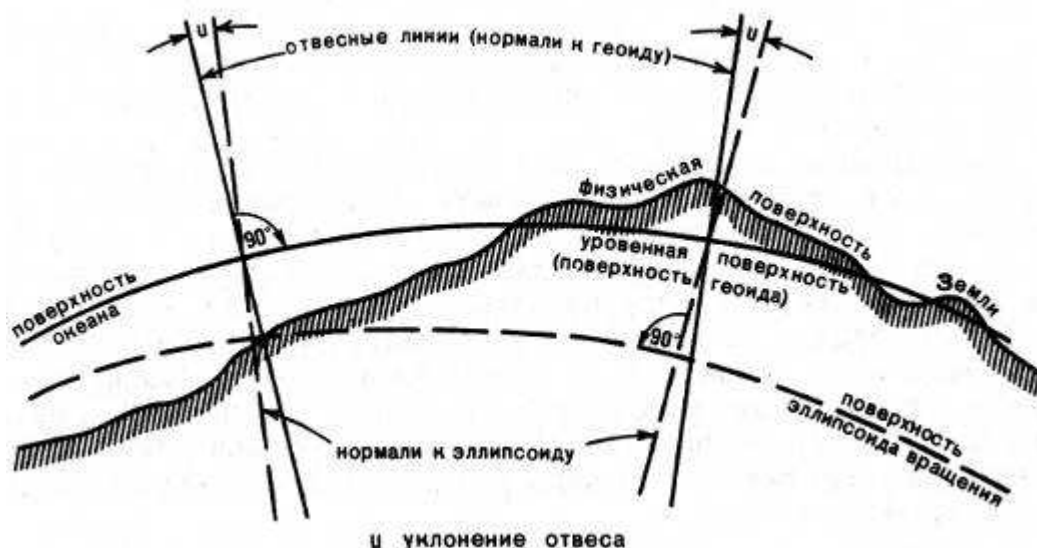 u
u
отвесные линии (нормали к геоиду)
физическая
поверхность
90°
уровенная
поверхность
(поверхность
геоида)
Земли
поверхность
океана
90°
поверхность
эллипсоида вращения
нормали к эллипсоиду
u уклонение отвеса